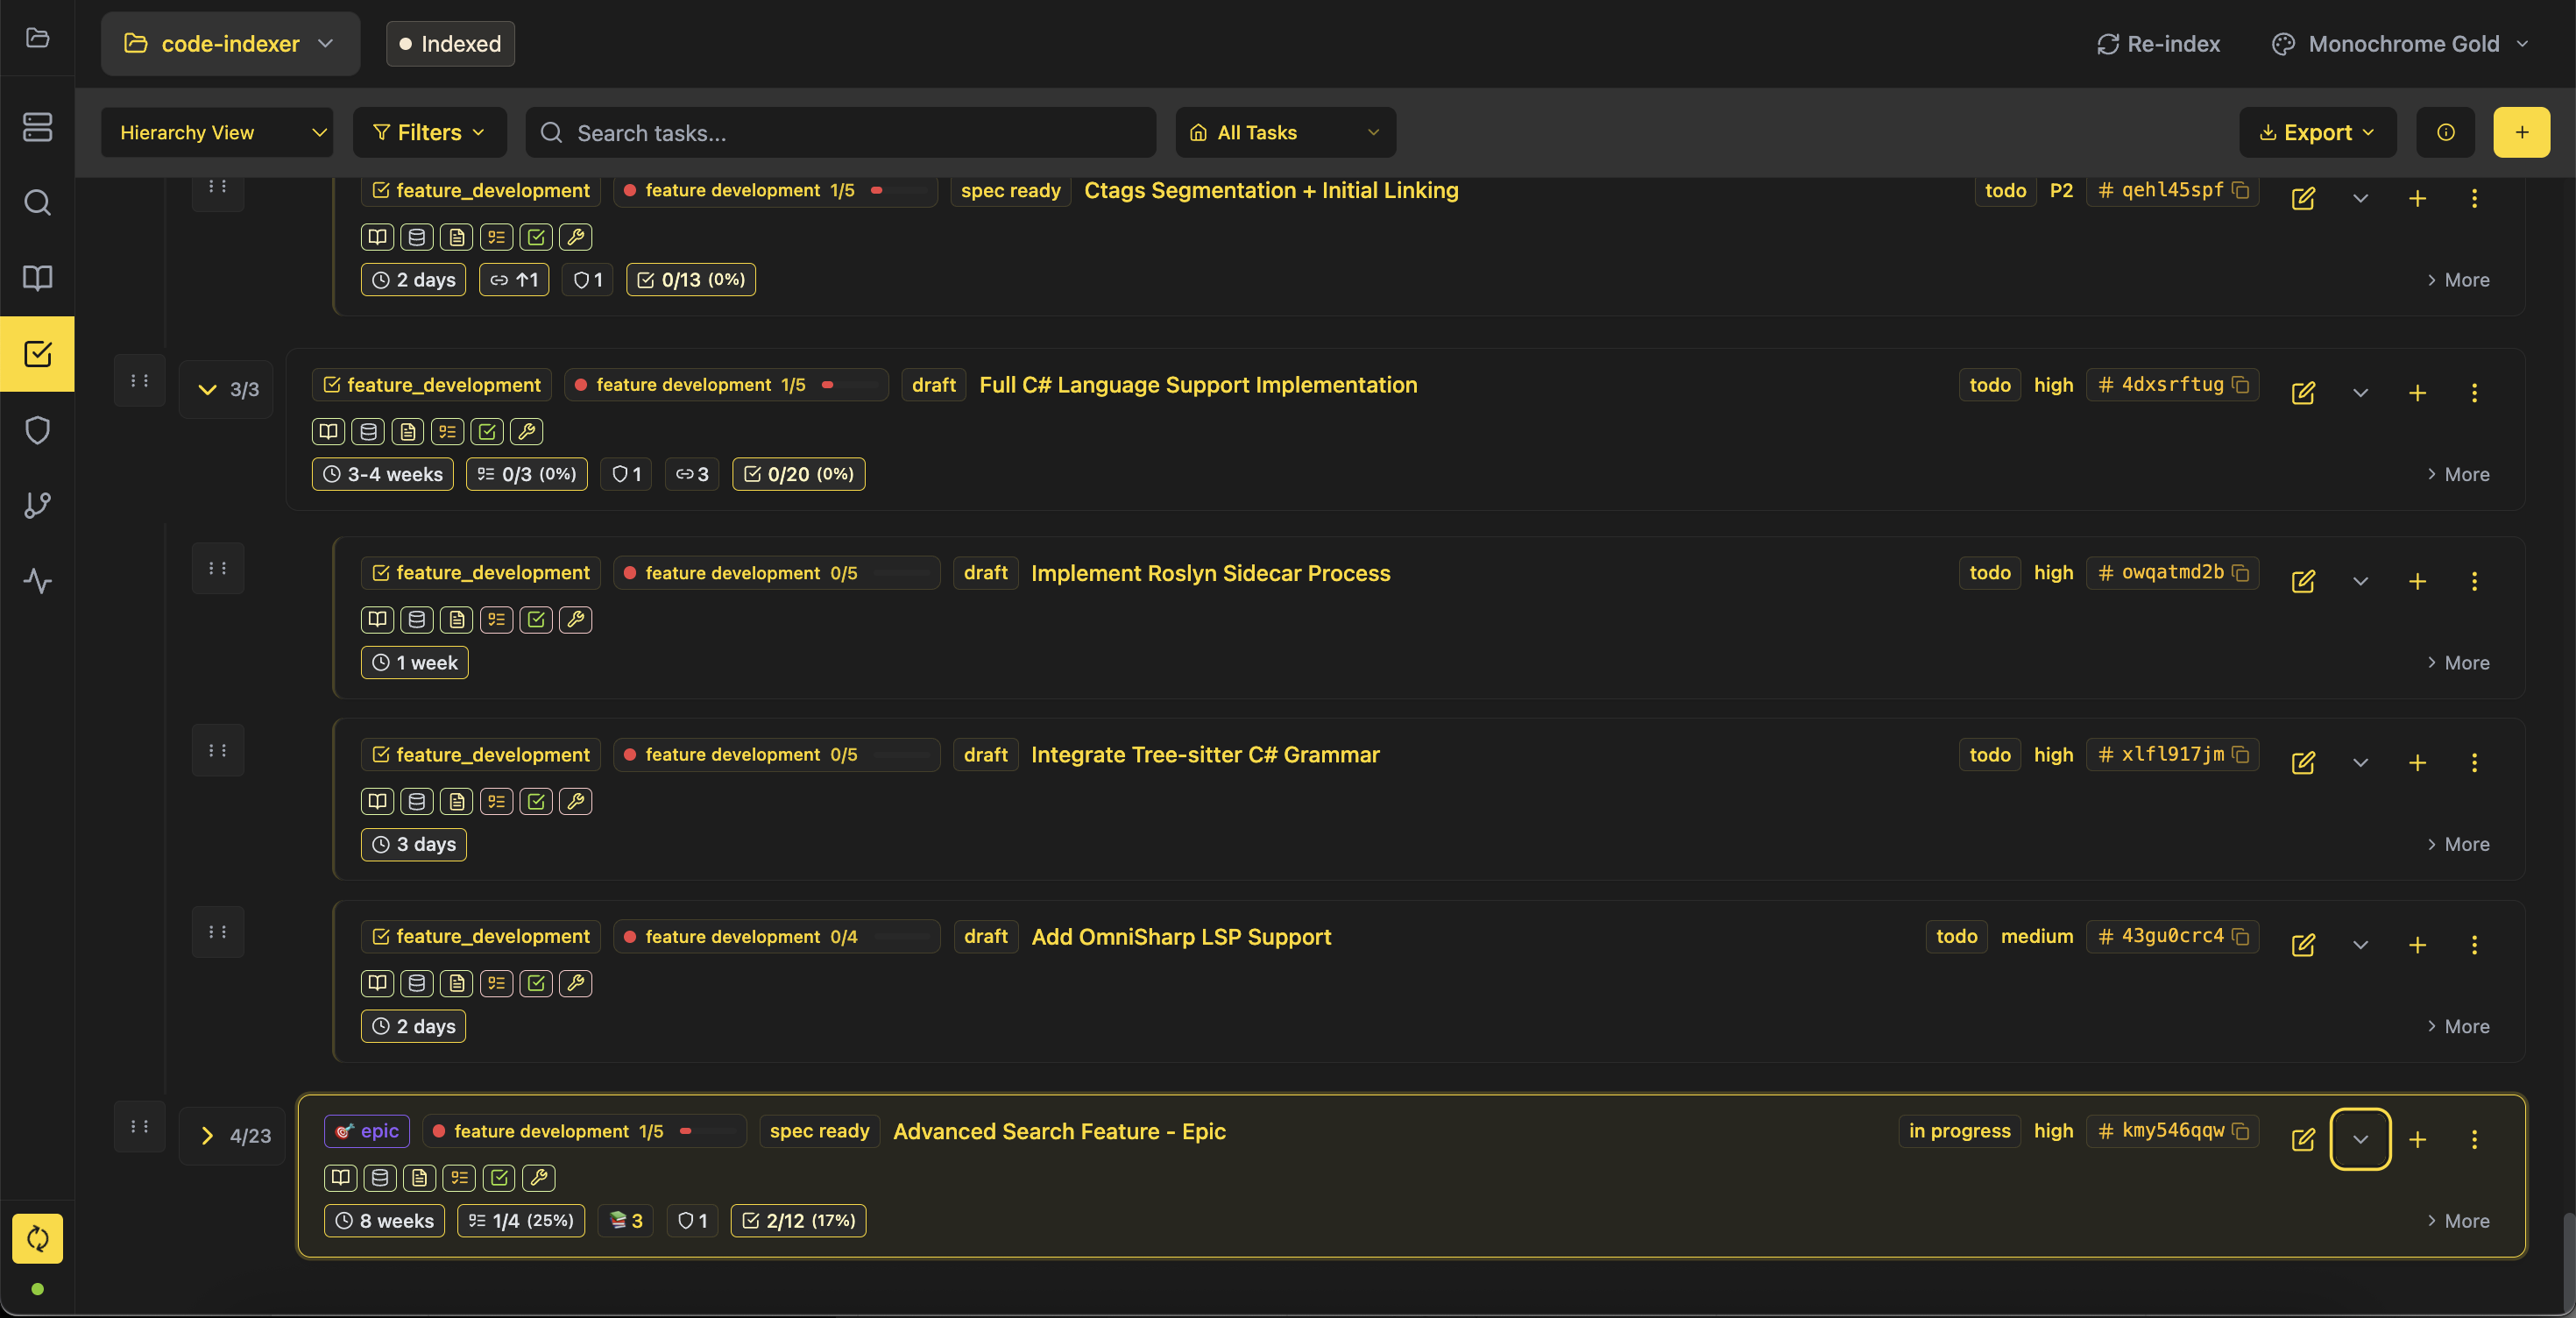 code-indexer
Indexed
Re-index
Monochrome Gold
Hierarchy View
Filters
Search tasks...
All Tasks
Export
feature_development feature development 1/5 spec ready Ctags Segmentation + Initial Linking todo P2 # qehl45spf
2 days ↑1 1 0/13 (0%) More
3/3 feature_development feature development 1/5 draft Full C# Language Support Implementation todo high # 4dxsrftug
3-4 weeks 0/3 (0%) 1 3 0/20 (0%) More
feature_development feature development 0/5 draft Implement Roslyn Sidecar Process todo high # owqatmd2b
1 week More
feature_development feature development 0/5 draft Integrate Tree-sitter C# Grammar todo high # xlfl917jm
3 days More
feature_development feature development 0/4 draft Add OmniSharp LSP Support todo medium # 43gu0crc4
2 days More
4/23 epic feature development 1/5 spec ready Advanced Search Feature - Epic in progress high # kmy546qqw
8 weeks 1/4 (25%) 3 1 2/12 (17%) More